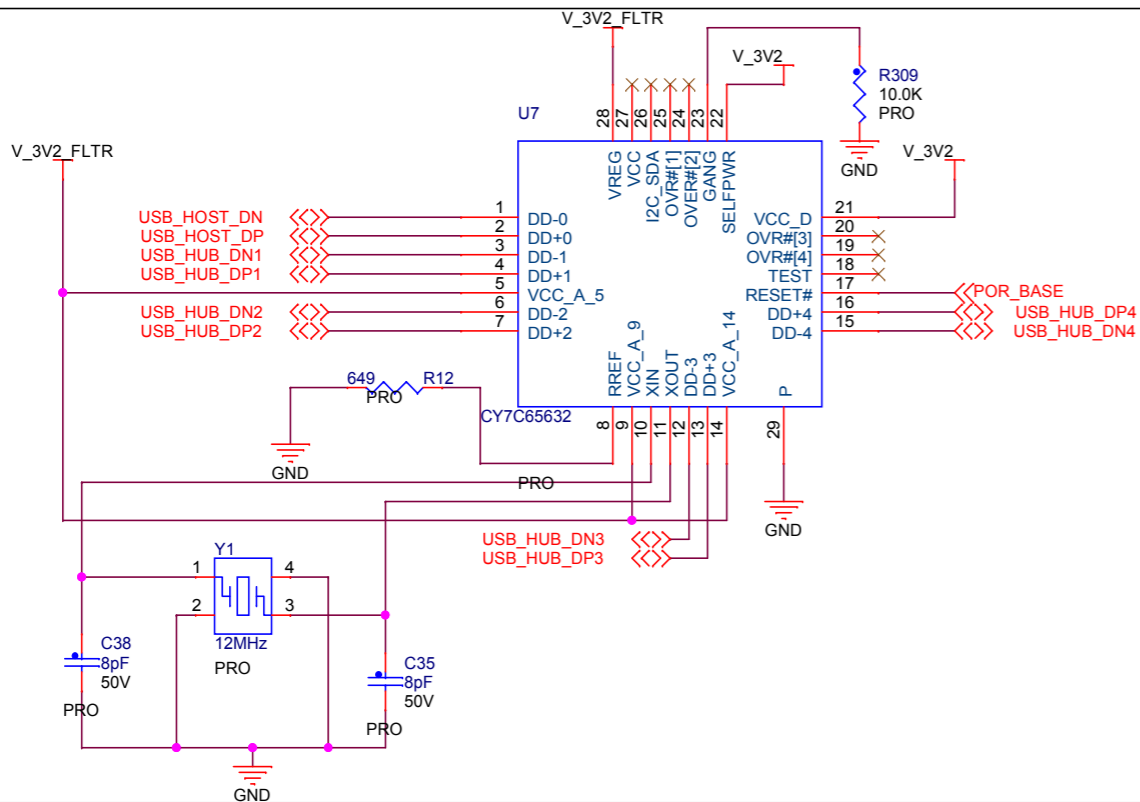 V_3V2_FLTR
V_3V2
R309
10.0K
PRO
GND
U7
28
27
26
25
24
23
22
VREG
VCC
I2C_SDA
OVR#[1]
OVER#[2]
GANG
SELFPWR
V_3V2_FLTR
V_3V2
USB_HOST_DN
1
DD-0
USB_HOST_DP
2
DD+0
USB_HUB_DN1
3
DD-1
USB_HUB_DP1
4
DD+1
5
VCC_A_5
USB_HUB_DN2
6
DD-2
USB_HUB_DP2
7
DD+2
VCC_D
21
OVR#[3]
20
OVR#[4]
19
TEST
18
RESET#
17
POR_BASE
DD+4
16
USB_HUB_DP4
DD-4
15
USB_HUB_DN4
RREF
VCC_A_9
XIN
XOUT
DD-3
DD+3
VCC_A_14
P
8
9
10
11
12
13
14
29
649
R12
PRO
CY7C65632
PRO
GND
GND
USB_HUB_DN3
USB_HUB_DP3
Y1
1
4
2
3
12MHz
PRO
C38
8pF
50V
PRO
C35
8pF
50V
PRO
GND